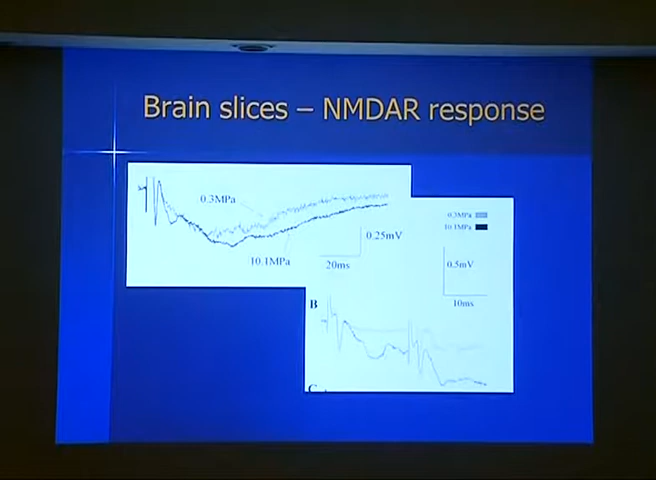 Brain slices – NMDAR response
0.3MPa
0.25mV
10.1MPa
20ms
0.3MPa
10.1MPa
0.5mV
10ms
B
C